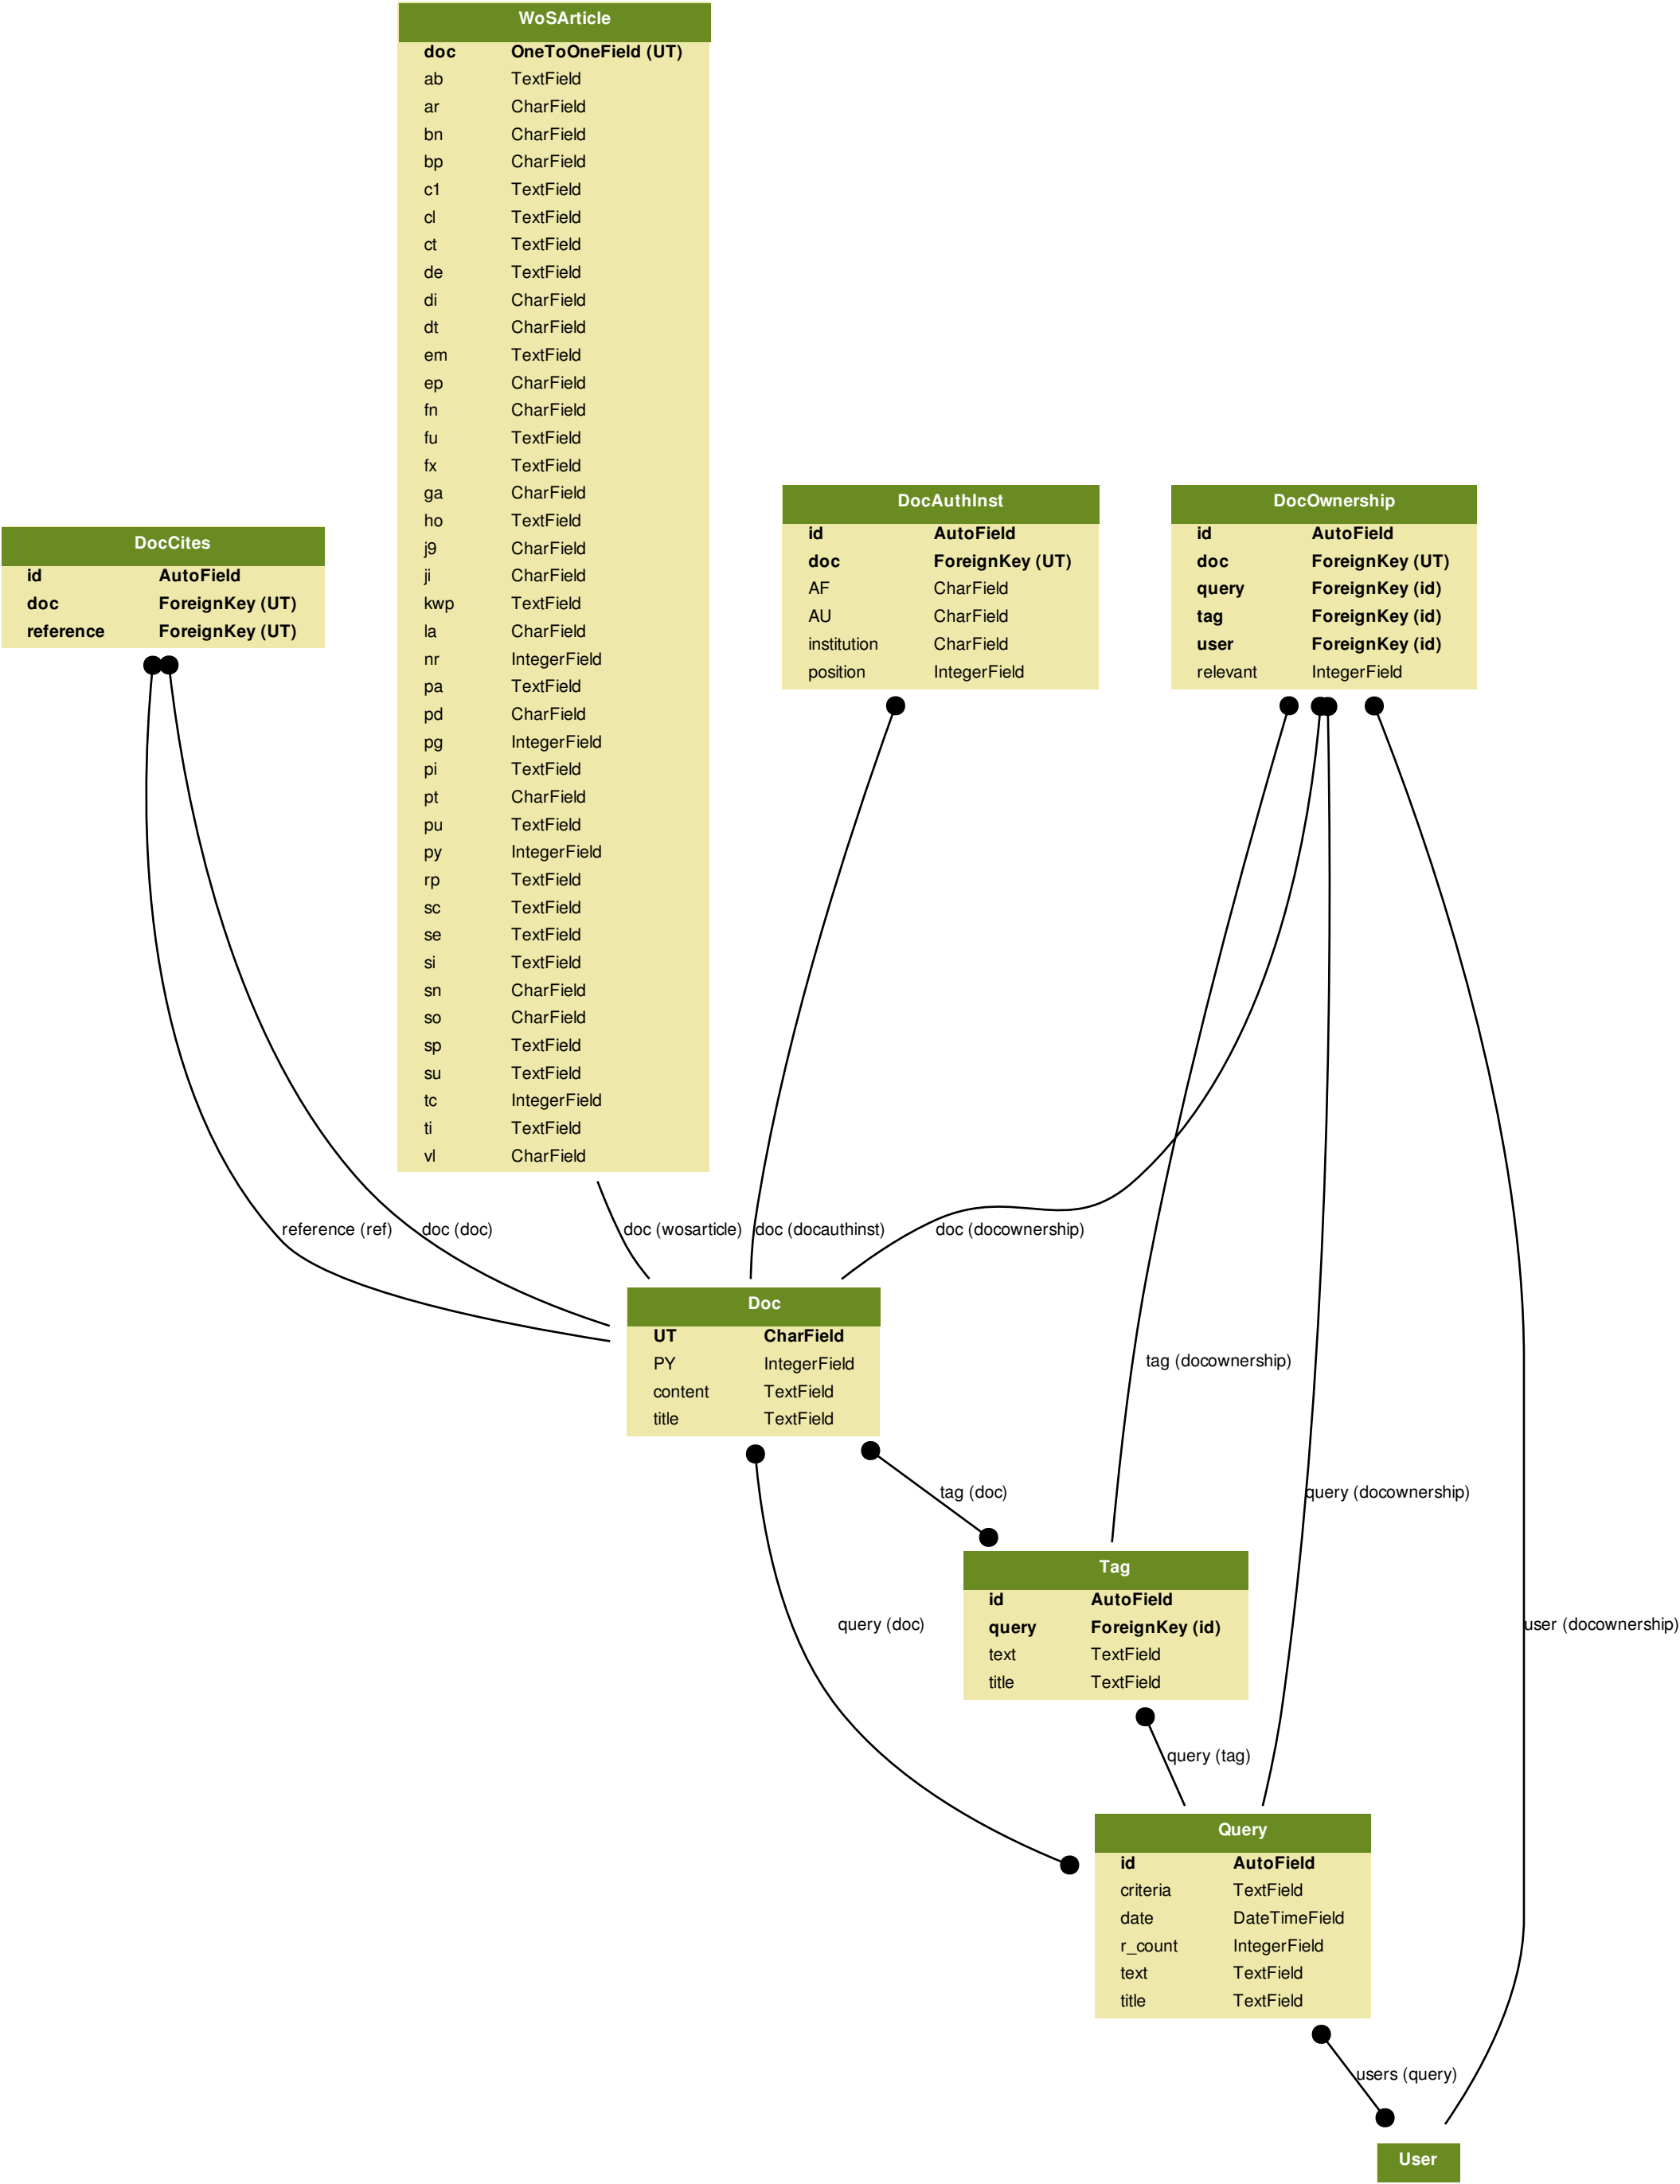 WoSArticle
doc OneToOneField (UT)
ab TextField
ar CharField
bn CharField
bp CharField
c1 TextField
cl TextField
ct TextField
de TextField
di CharField
dt CharField
em TextField
ep CharField
fn CharField
fu TextField
fx TextField
ga CharField
ho TextField
j9 CharField
ji CharField
kwp TextField
la CharField
nr IntegerField
pa TextField
pd CharField
pg IntegerField
pi TextField
pt CharField
pu TextField
py IntegerField
rp TextField
sc TextField
se TextField
si TextField
sn CharField
so CharField
sp TextField
su TextField
tc IntegerField
ti TextField
vl CharField
DocCites
id AutoField
doc ForeignKey (UT)
reference ForeignKey (UT)
DocAuthInst
id AutoField
doc ForeignKey (UT)
AF CharField
AU CharField
institution CharField
position IntegerField
DocOwnership
id AutoField
doc ForeignKey (UT)
query ForeignKey (id)
tag ForeignKey (id)
user ForeignKey (id)
relevant IntegerField
reference (ref)
doc (doc)
doc (wosarticle)
doc (docauthinst)
doc (docownership)
Doc
UT CharField
PY IntegerField
content TextField
title TextField
tag (docownership)
tag (doc)
query (docownership)
Tag
id AutoField
query ForeignKey (id)
text TextField
title TextField
query (doc)
user (docownership)
query (tag)
Query
id AutoField
criteria TextField
date DateTimeField
r_count IntegerField
text TextField
title TextField
users (query)
User